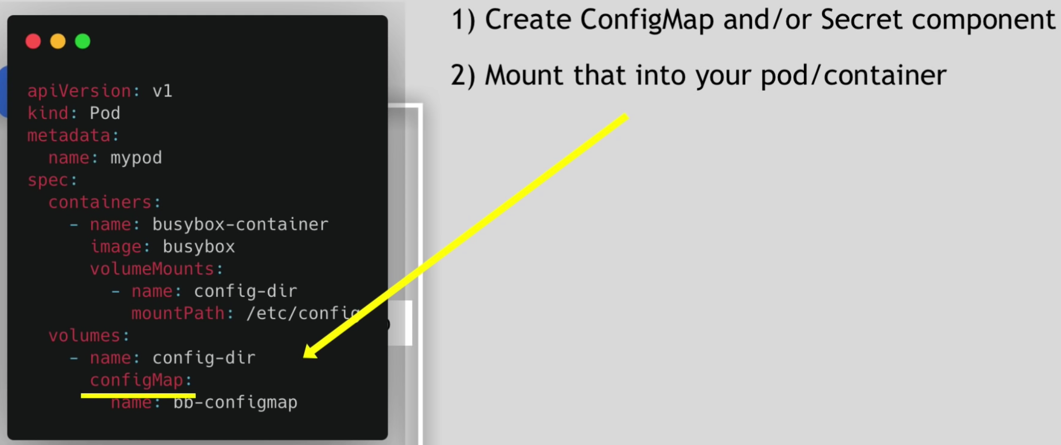 1) Create ConfigMap and/or Secret component
2) Mount that into your pod/container
apiVersion: v1
kind: Pod
metadata:
  name: mypod
spec:
  containers:
    - name: busybox-container
      image: busybox
      volumeMounts:
        - name: config-dir
          mountPath: /etc/config
  volumes:
    - name: config-dir
      configMap:
        name: bb-configmap